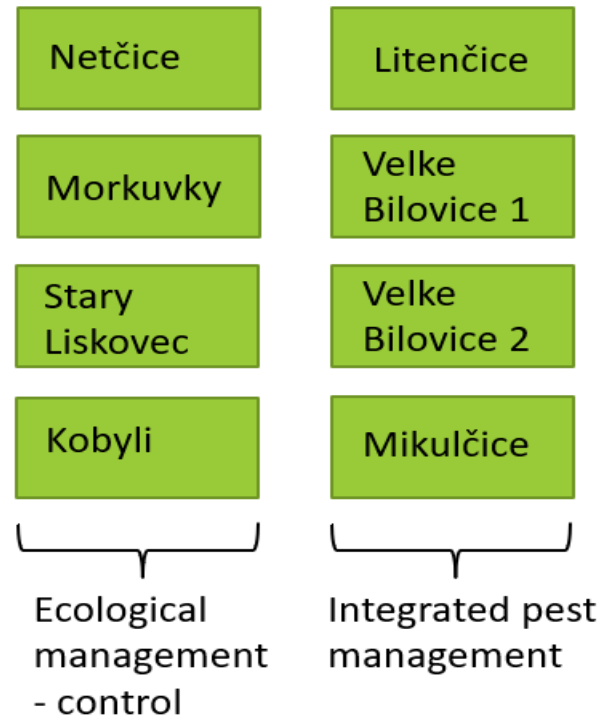 Netčice
Litenčice
Morkuvky
Velke
Bilovice 1
Stary
Liskovec
Velke
Bilovice 2
Kobyli
Mikulčice
Ecological
management
- control
Integrated pest
management